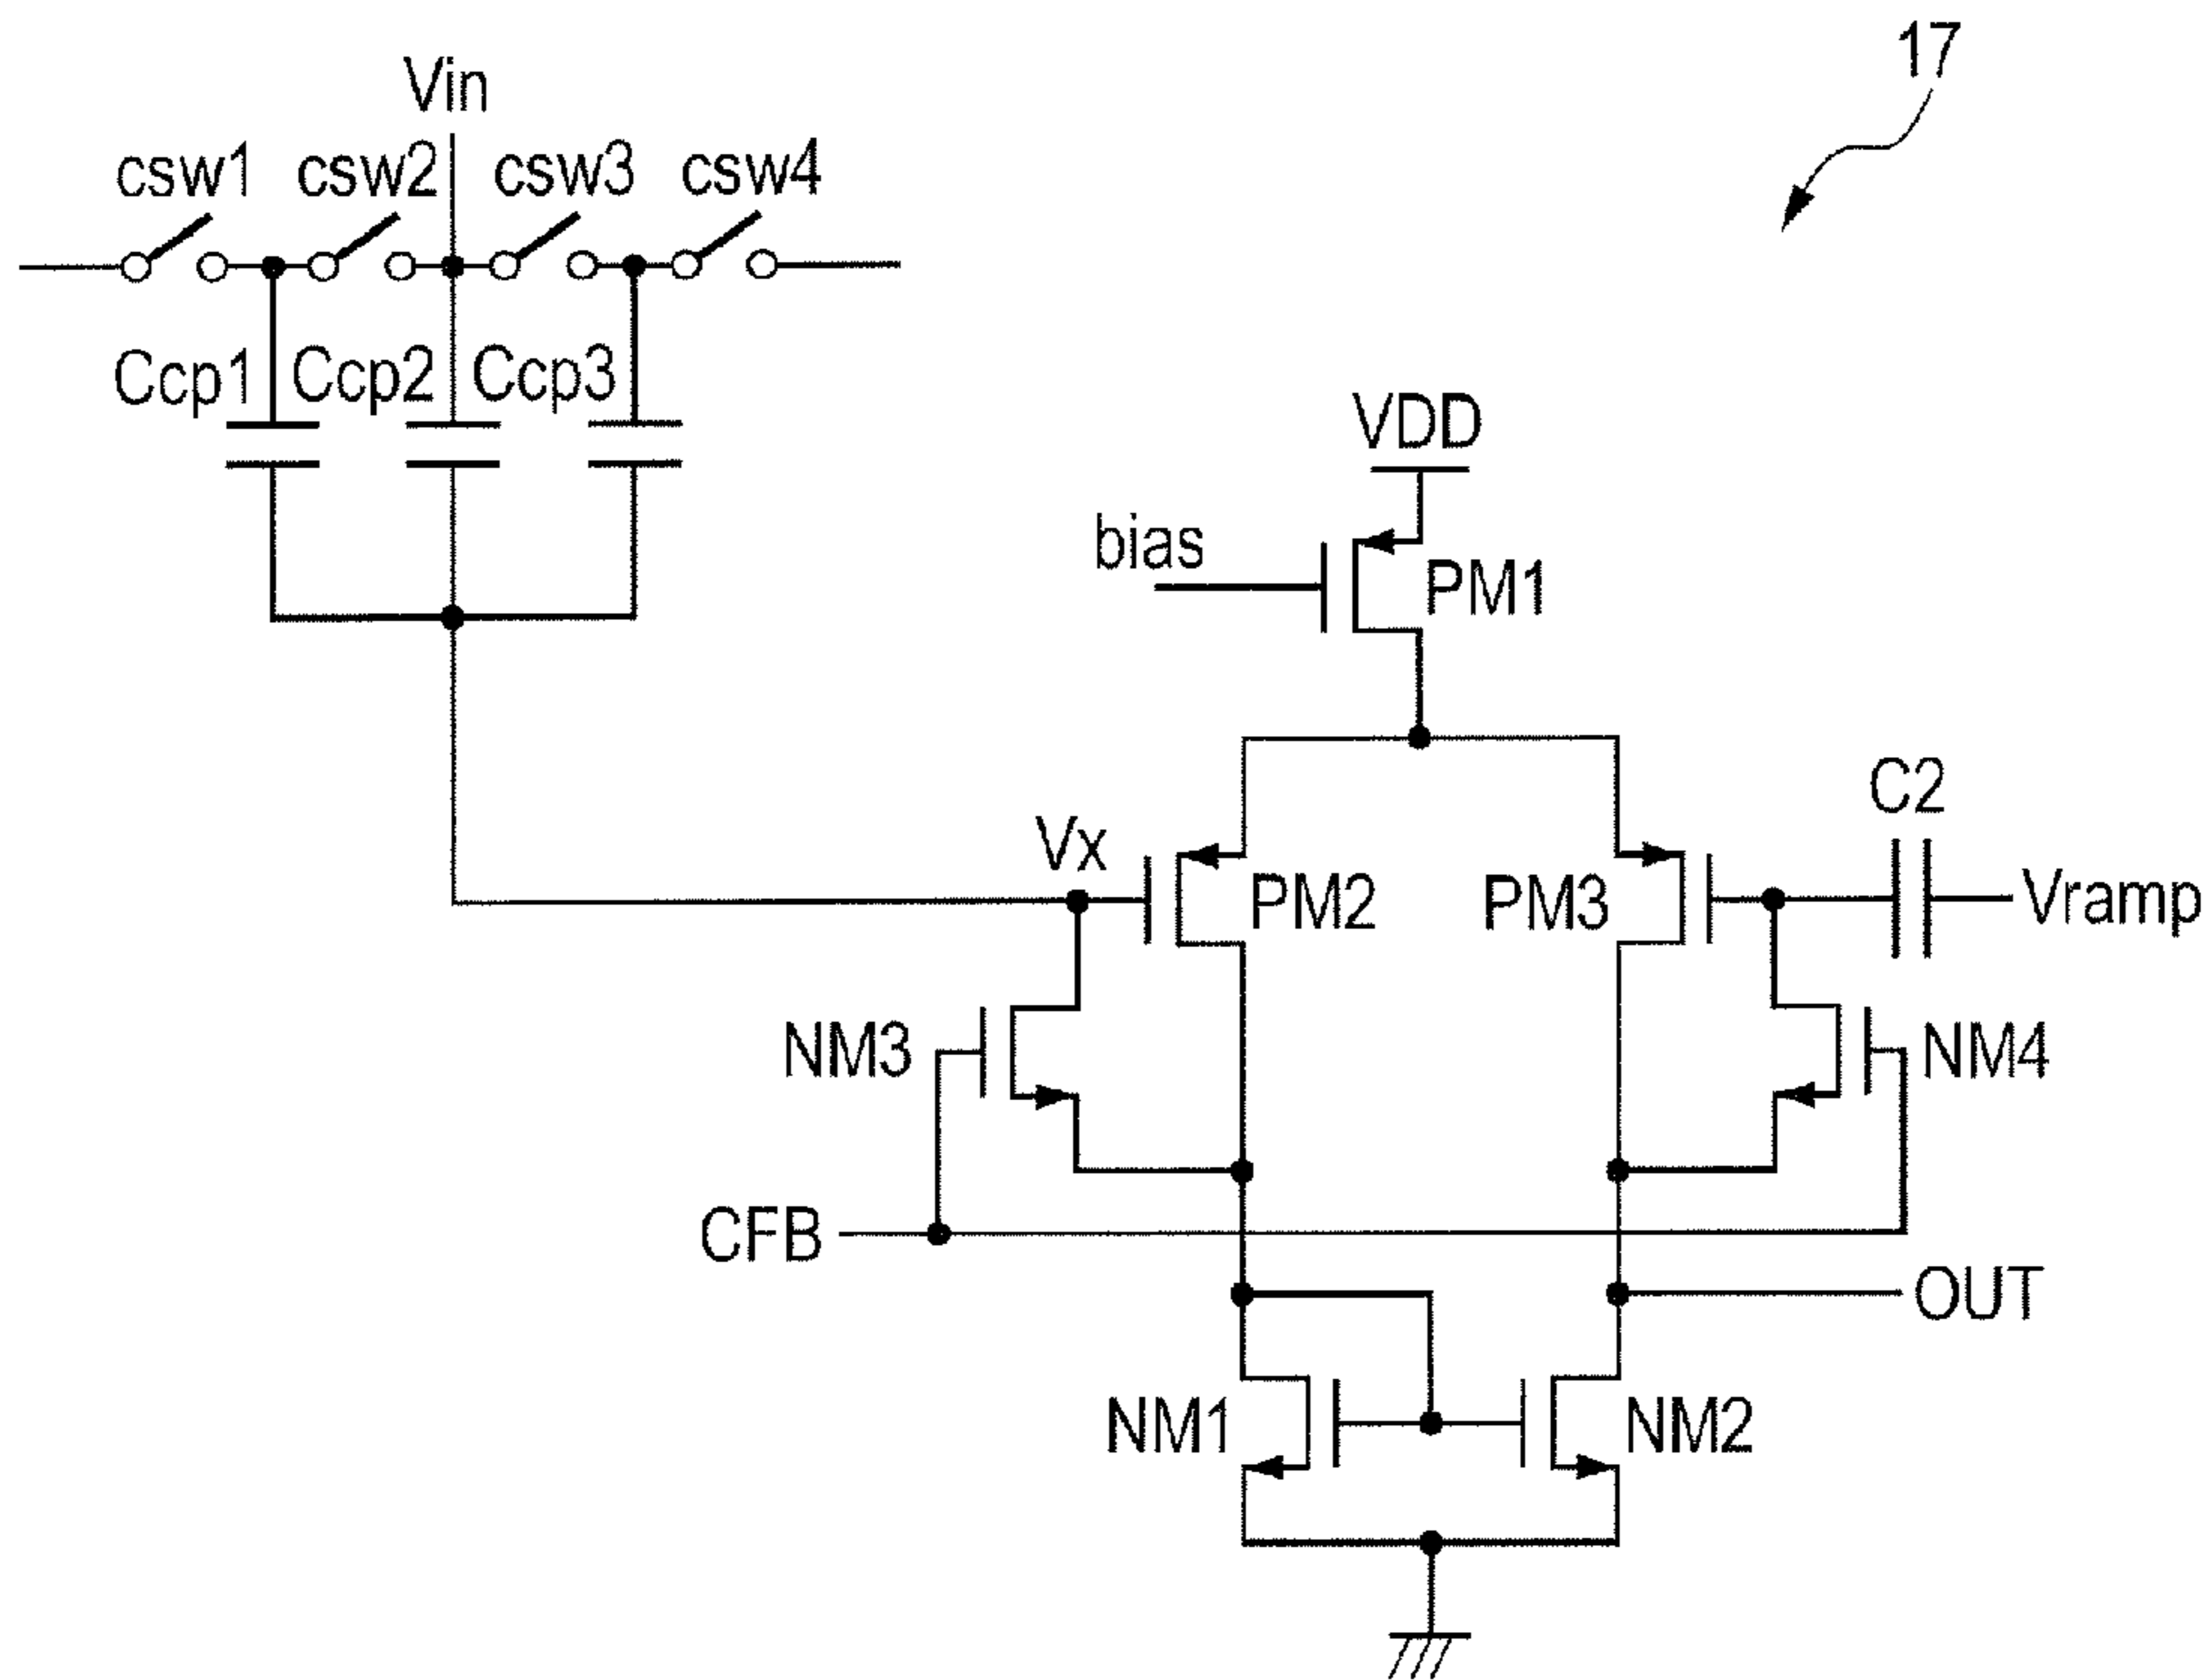 17
Vin
csw1 csw2 csw3 csw4
Ccp1 Ccp2 Ccp3
VDD
bias
PM1
C2
Vx
PM2 PM3
Vramp
NM3 NM4
CFB
OUT
NM1 NM2